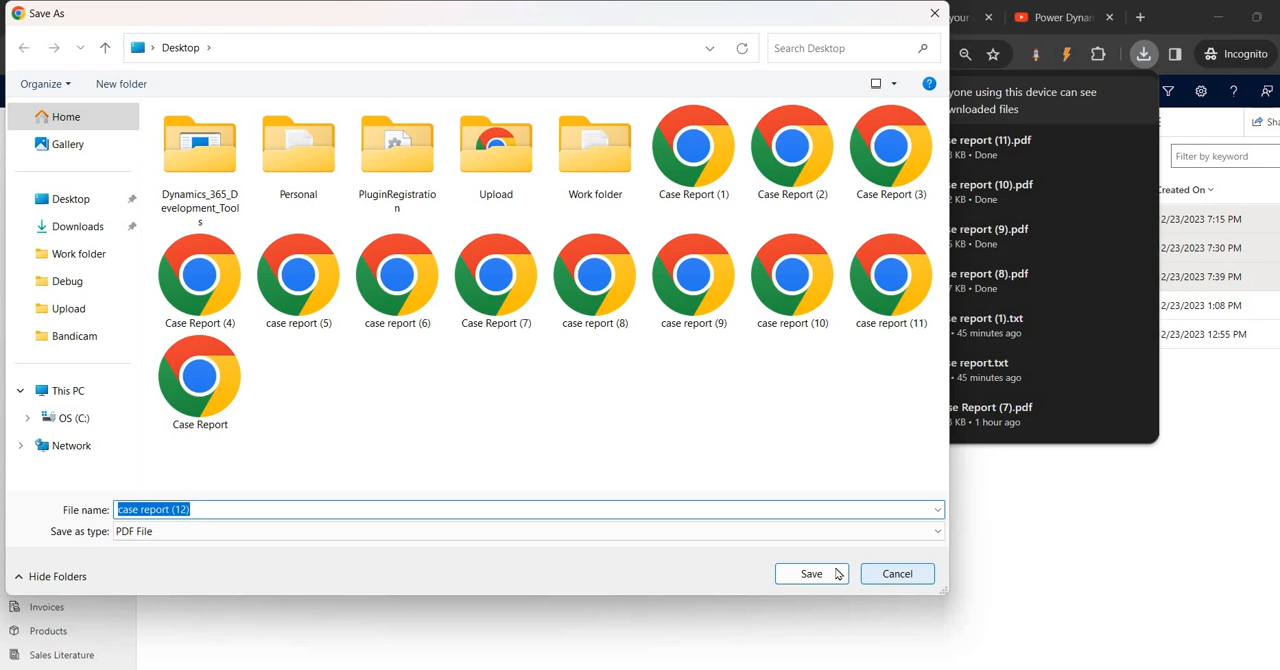 Save As
Desktop
Search Desktop
Organize
New folder
Home
Gallery
Desktop
Downloads
Work folder
Debug
Upload
Bandicam
This PC
OS (C:)
Network
Dynamics_365_D
evelopment_Tool
s
Personal
PluginRegistratio
n
Upload
Work folder
Case Report (1)
Case Report (2)
Case Report (3)
Case Report (4)
case report (5)
case report (6)
Case Report (7)
case report (8)
case report (9)
case report (10)
case report (11)
Case Report
File name: case report (12)
Save as type: PDF File
Hide Folders
Save
Cancel
your
Power Dynar
Incognito
yone using this device can see
wnloaded files
se report (11).pdf
KB • Done
se report (10).pdf
2 KB • Done
se report (9).pdf
KB • Done
se report (8).pdf
7 KB • Done
se report (1).txt
• 45 minutes ago
se report.txt
• 45 minutes ago
se Report (7).pdf
KB • 1 hour ago
Sha
Filter by keyword
Created On
2/23/2023 7:15 PM
2/23/2023 7:30 PM
2/23/2023 7:39 PM
2/23/2023 1:08 PM
2/23/2023 12:55 PM
Invoices
Products
Sales Literature